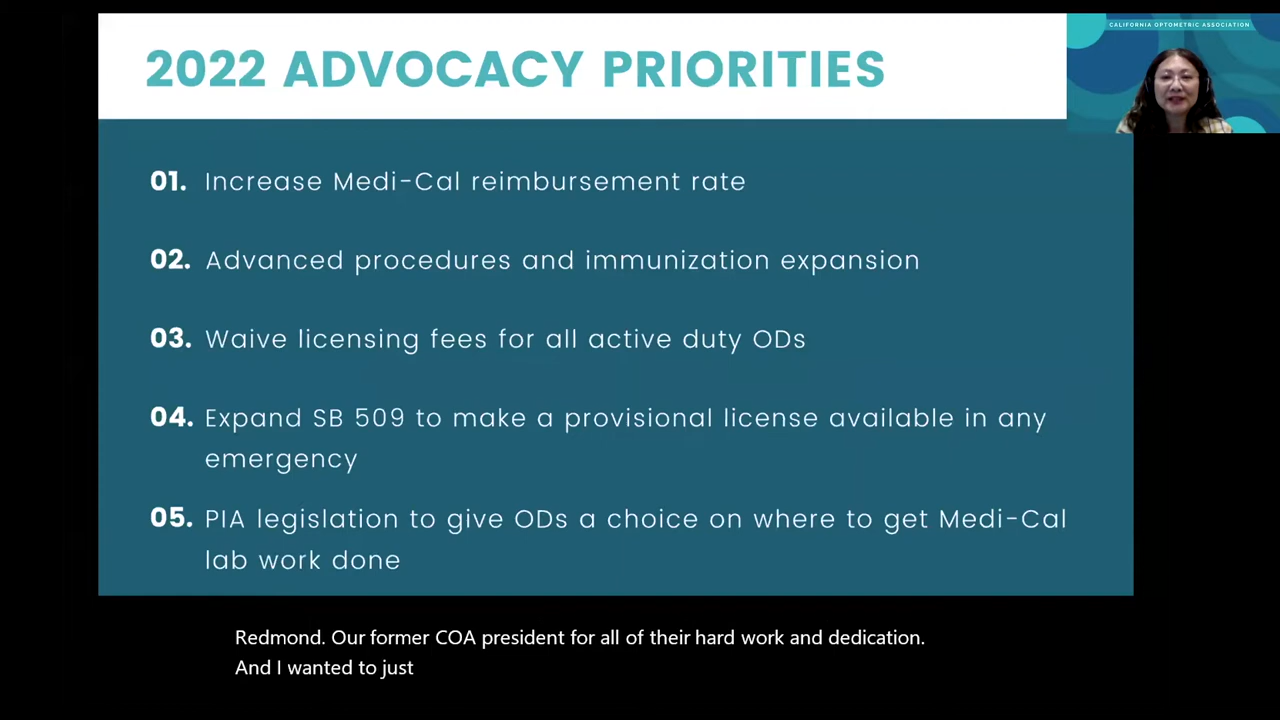 CALIFORNIA OPTOMETRIC ASSOCIATION
2022 ADVOCACY PRIORITIES
01. Increase Medi-Cal reimbursement rate
02. Advanced procedures and immunization expansion
03. Waive licensing fees for all active duty ODs
04. Expand SB 509 to make a provisional license available in any
emergency
05. PIA legislation to give ODs a choice on where to get Medi-Cal
lab work done
Redmond. Our former COA president for all of their hard work and dedication.
And I wanted to just